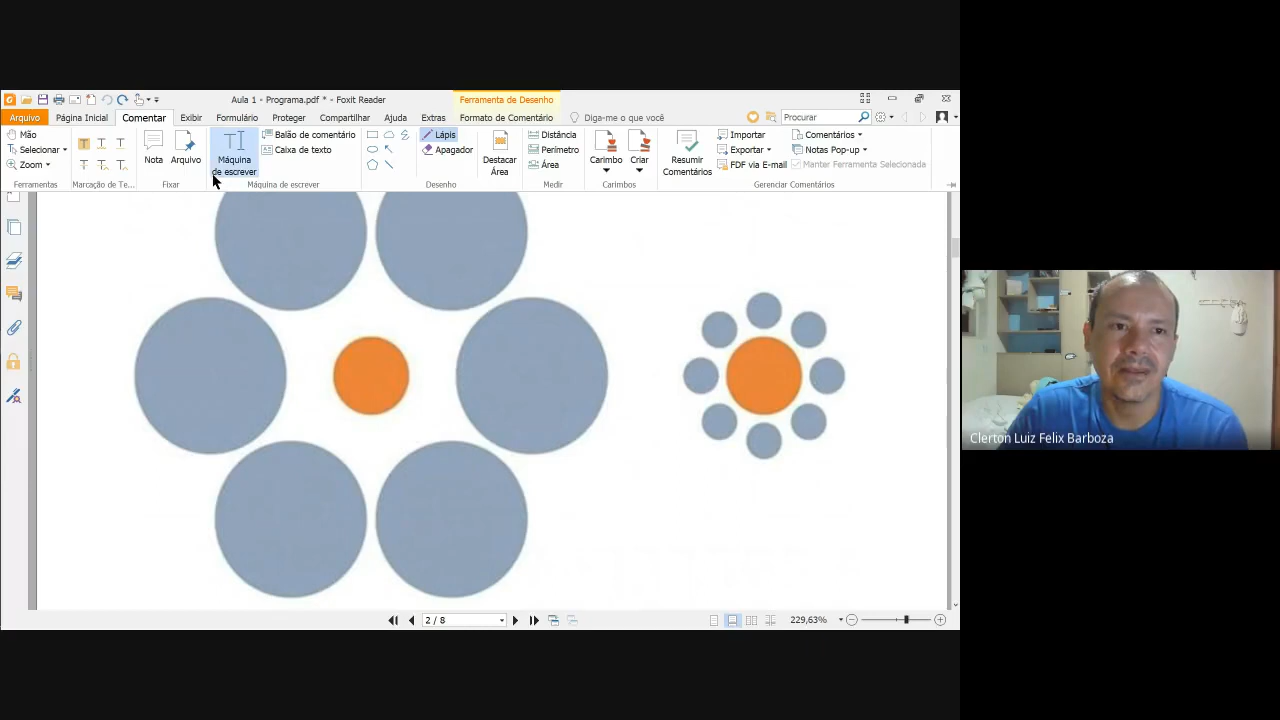 Aula 1 - Programa.pdf * - Foxit Reader
Ferramenta de Desenho
Arquivo Página Inicial Comentar Exibir Formulário Proteger Compartilhar Ajuda Extras Formato de Comentário Diga-me o que você Procurar
Mão
Selecionar
Zoom
Ferramentas
Marcação de Te...
Nota
Arquivo
Fixar
Máquina de escrever
Balão de comentário
Caixa de texto
Máquina de escrever
Lápis
Apagador
Desenho
Destacar Área
Distância
Perímetro
Área
Medir
Carimbo
Criar
Carimbos
Resumir Comentários
Importar
Exportar
FDF via E-mail
Comentários
Notas Pop-up
Manter Ferramenta Selecionada
Gerenciar Comentários
Clerton Luiz Felix Barboza
2 / 8
229,63%